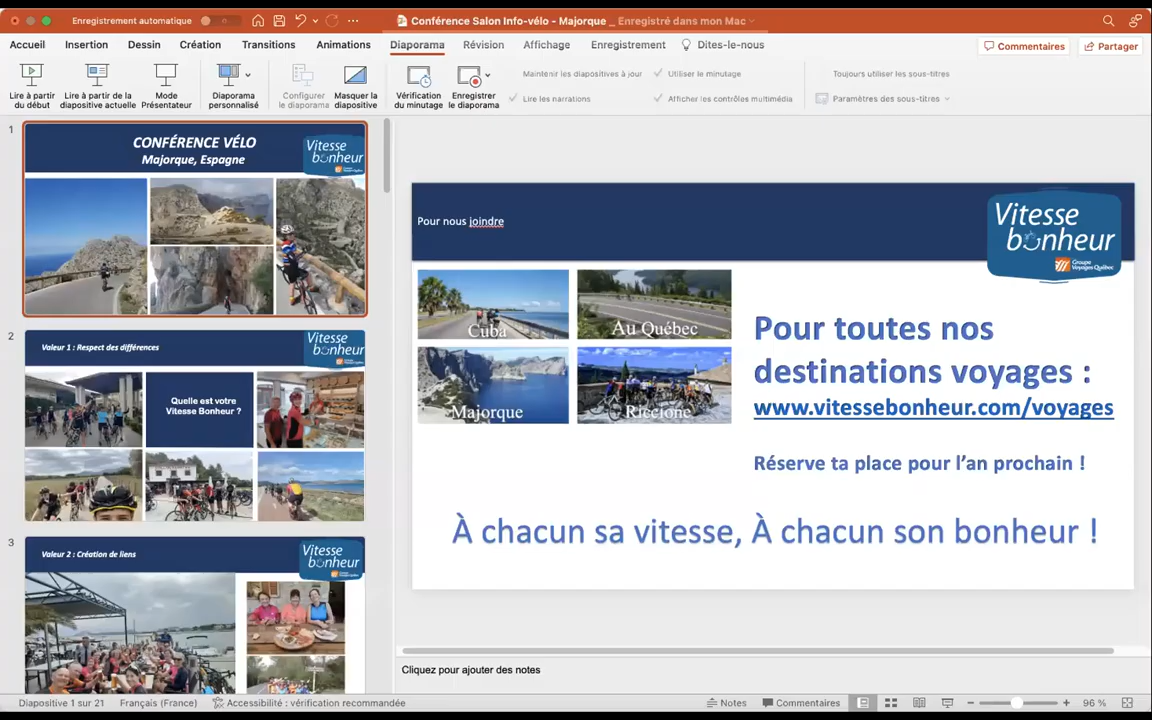 Enregistrement automatique
Conférence Salon Info-vélo - Majorque _ Enregistré dans mon Mac
Accueil Insertion Dessin Création Transitions Animations Diaporama Révision Affichage Enregistrement Dites-le-nous
Commentaires Partager
Lire à partir du début
Lire à partir de la diapositive actuelle
Mode Présentateur
Diaporama personnalisé
Configurer le diaporama
Masquer la diapositive
Vérification du minutage
Enregistrer le diaporama
Maintenir les diapositives à jour
Utiliser le minutage
Toujours utiliser les sous-titres
Lire les narrations
Afficher les contrôles multimédia
Paramètres des sous-titres
1
CONFÉRENCE VÉLO
Majorque, Espagne
Vitesse
bonheur
2
Valeur 1 : Respect des différences
Vitesse
bonheur
Quelle est votre
Vitesse Bonheur ?
3
Valeur 2 : Création de liens
Vitesse
bonheur
Pour nous joindre
Vitesse
bonheur
Groupe
Voyages Québec
Cuba
Au Québec
Majorque
Riccione
Pour toutes nos
destinations voyages :
www.vitessebonheur.com/voyages
Réserve ta place pour l’an prochain !
À chacun sa vitesse, À chacun son bonheur !
Cliquez pour ajouter des notes
Diapositive 1 sur 21 Français (France) Accessibilité : vérification recommandée
Notes Commentaires 96 %